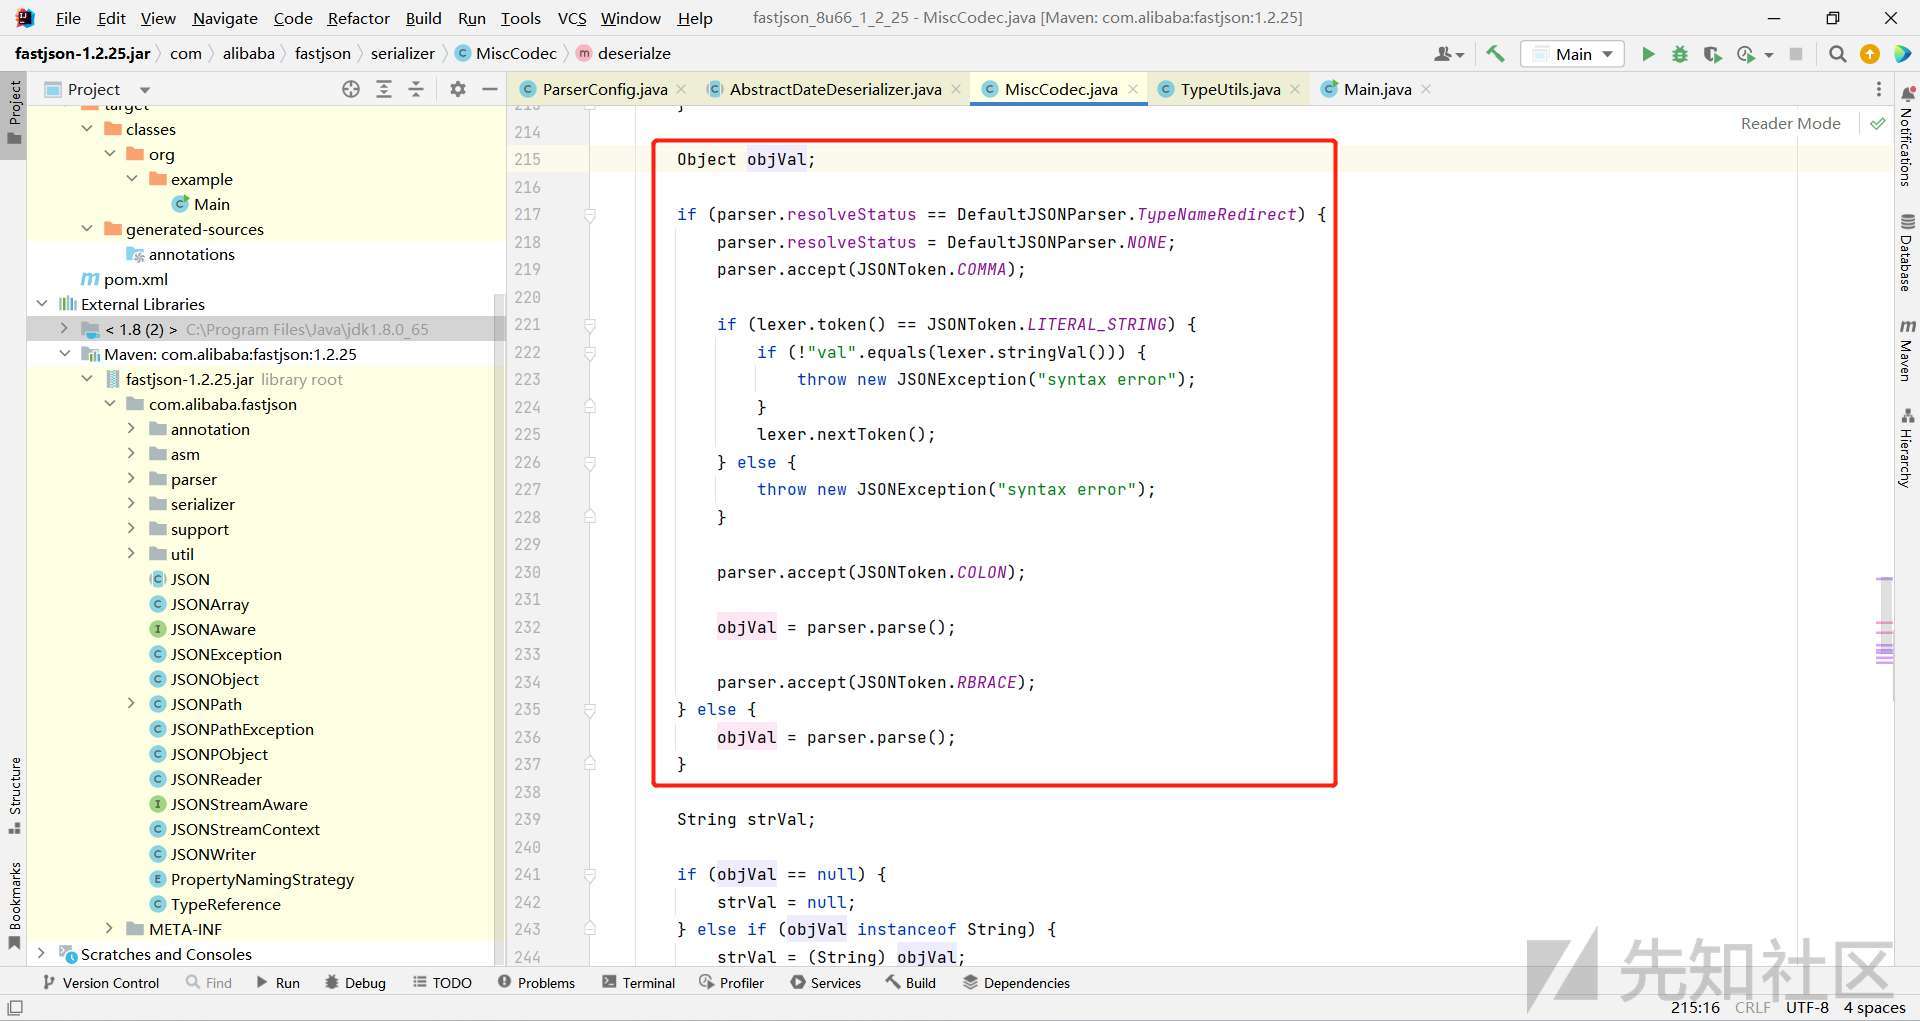 File Edit View Navigate Code Refactor Build Run Tools VCS Window Help fastjson_8u66_1_2_25 - MiscCodec.java [Maven: com.alibaba:fastjson:1.2.25]
fastjson-1.2.25.jar com alibaba fastjson serializer MiscCodec deserialze Main
Project
ParserConfig.java AbstractDateDeserializer.java MiscCodec.java TypeUtils.java Main.java
Reader Mode
Project
Structure
Bookmarks
target
classes
org
example
Main
generated-sources
annotations
pom.xml
External Libraries
< 1.8 (2) > C:\Program Files\Java\jdk1.8.0_65
Maven: com.alibaba:fastjson:1.2.25
fastjson-1.2.25.jar library root
com.alibaba.fastjson
annotation
asm
parser
serializer
support
util
JSON
JSONArray
JSONAware
JSONException
JSONObject
JSONPath
JSONPathException
JSONPObject
JSONReader
JSONStreamAware
JSONStreamContext
JSONWriter
PropertyNamingStrategy
TypeReference
META-INF
Scratches and Consoles
213 }
214
215 Object objVal;
216
217 if (parser.resolveStatus == DefaultJSONParser.TypeNameRedirect) {
218 parser.resolveStatus = DefaultJSONParser.NONE;
219 parser.accept(JSONToken.COMMA);
220
221 if (lexer.token() == JSONToken.LITERAL_STRING) {
222 if (!"val".equals(lexer.stringVal())) {
223 throw new JSONException("syntax error");
224 }
225 lexer.nextToken();
226 } else {
227 throw new JSONException("syntax error");
228 }
229
230 parser.accept(JSONToken.COLON);
231
232 objVal = parser.parse();
233
234 parser.accept(JSONToken.RBRACE);
235 } else {
236 objVal = parser.parse();
237 }
238
239 String strVal;
240
241 if (objVal == null) {
242 strVal = null;
243 } else if (objVal instanceof String) {
244 strVal = (String) objVal;
Notifications
Database
Maven
Hierarchy
先知社区
Version Control Find Run Debug TODO Problems Terminal Profiler Services Build Dependencies
215:16 CRLF UTF-8 4 spaces